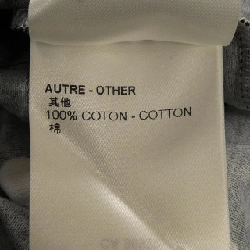 AUTRE - OTHER
其他
100% COTON - COTTON
棉